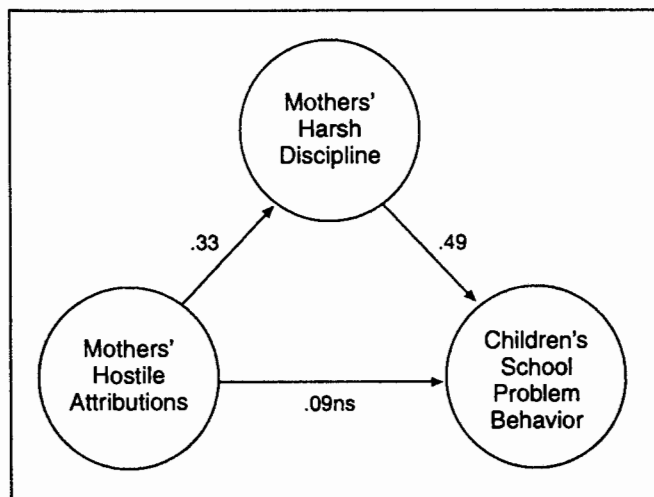 Mothers'
Harsh
Discipline
.33
.49
Mothers'
Hostile
Attributions
.09ns
Children's
School
Problem
Behavior